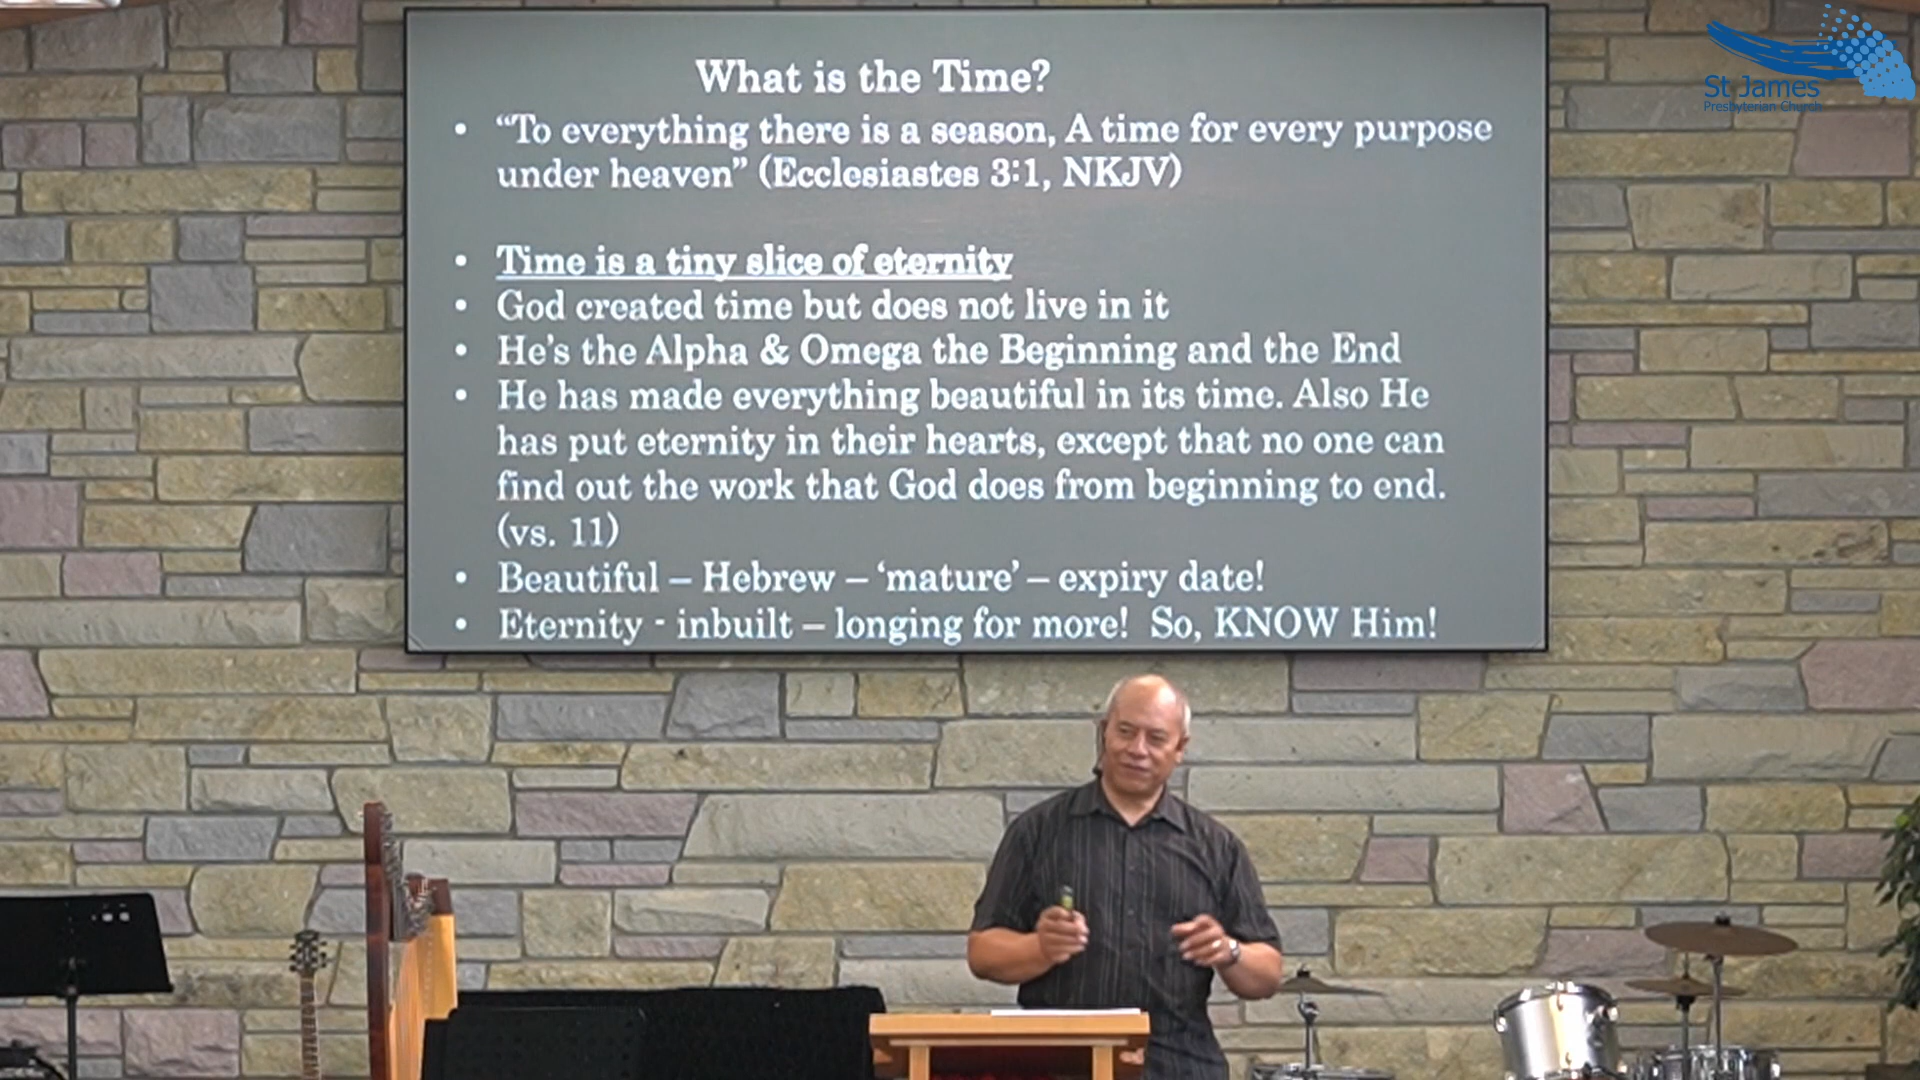 What is the Time?
• “To everything there is a season, A time for every purpose
under heaven” (Ecclesiastes 3:1, NKJV)
• Time is a tiny slice of eternity
• God created time but does not live in it
• He’s the Alpha & Omega the Beginning and the End
• He has made everything beautiful in its time. Also He
has put eternity in their hearts, except that no one can
find out the work that God does from beginning to end.
(vs. 11)
• Beautiful – Hebrew – ‘mature’ – expiry date!
• Eternity - inbuilt – longing for more!  So, KNOW Him!
St James
Presbyterian Church